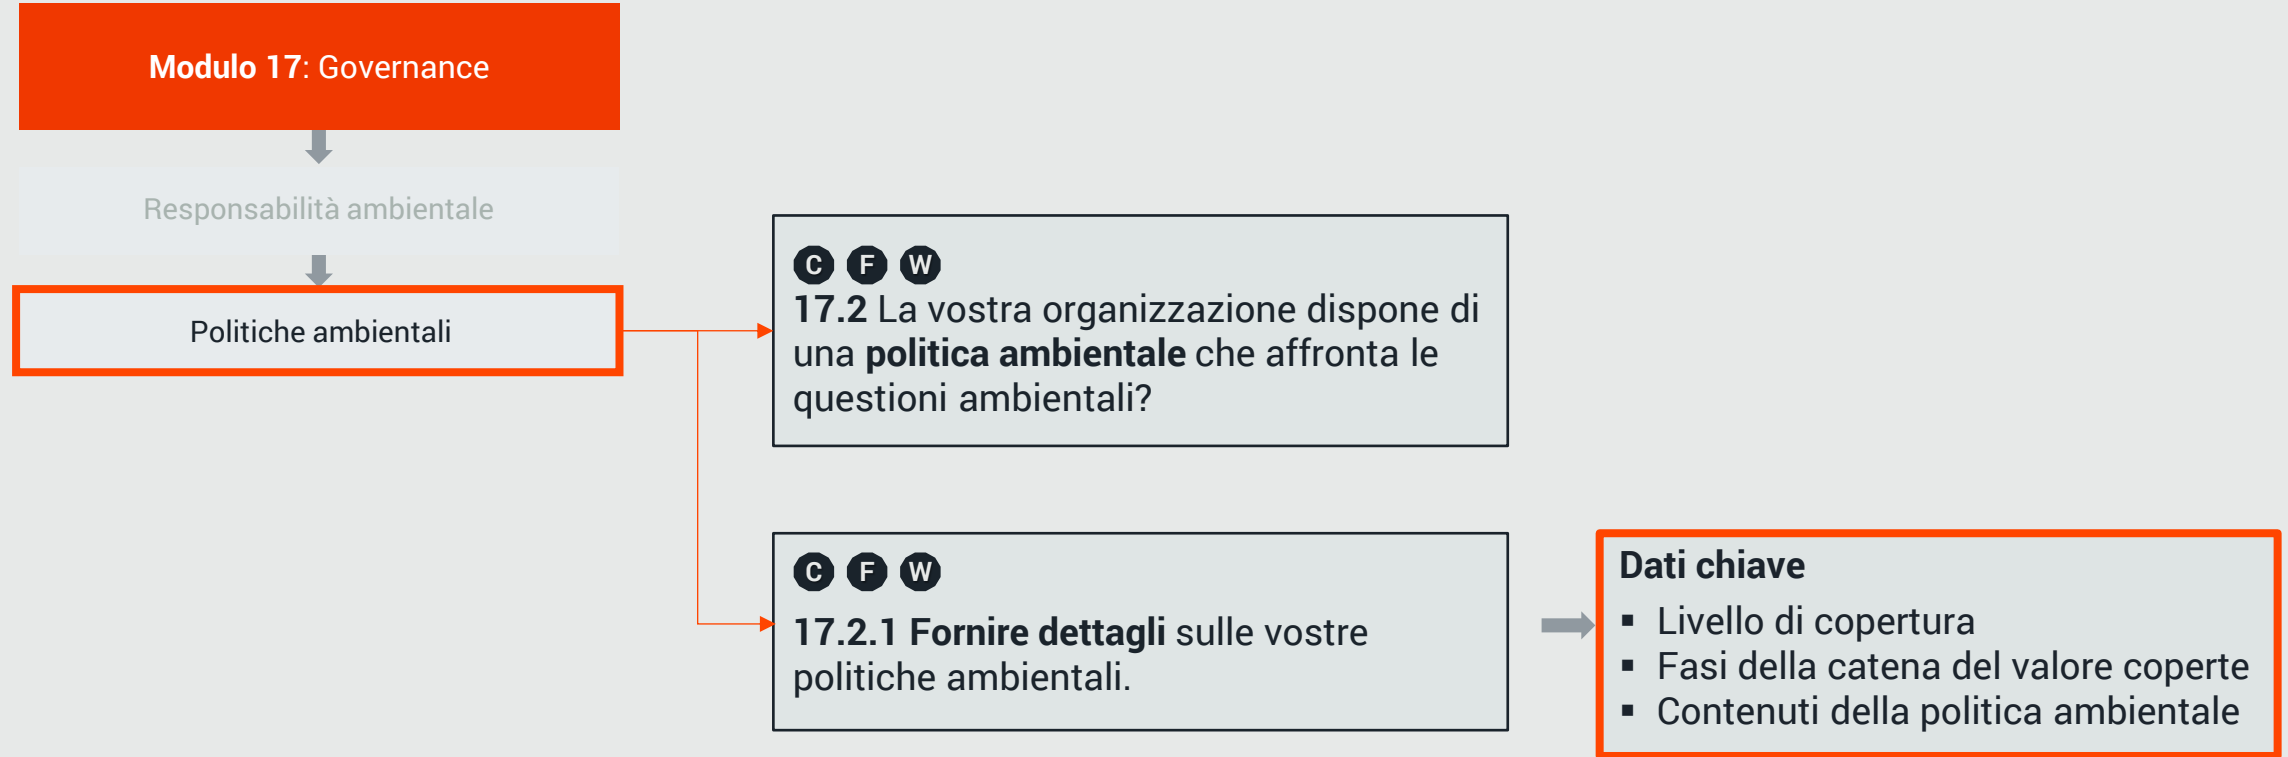 Modulo 17: Governance
Responsabilità ambientale
Politiche ambientali
C F W
17.2 La vostra organizzazione dispone di
una politica ambientale che affronta le
questioni ambientali?
C F W
17.2.1 Fornire dettagli sulle vostre
politiche ambientali.
Dati chiave
▪ Livello di copertura
▪ Fasi della catena del valore coperte
▪ Contenuti della politica ambientale